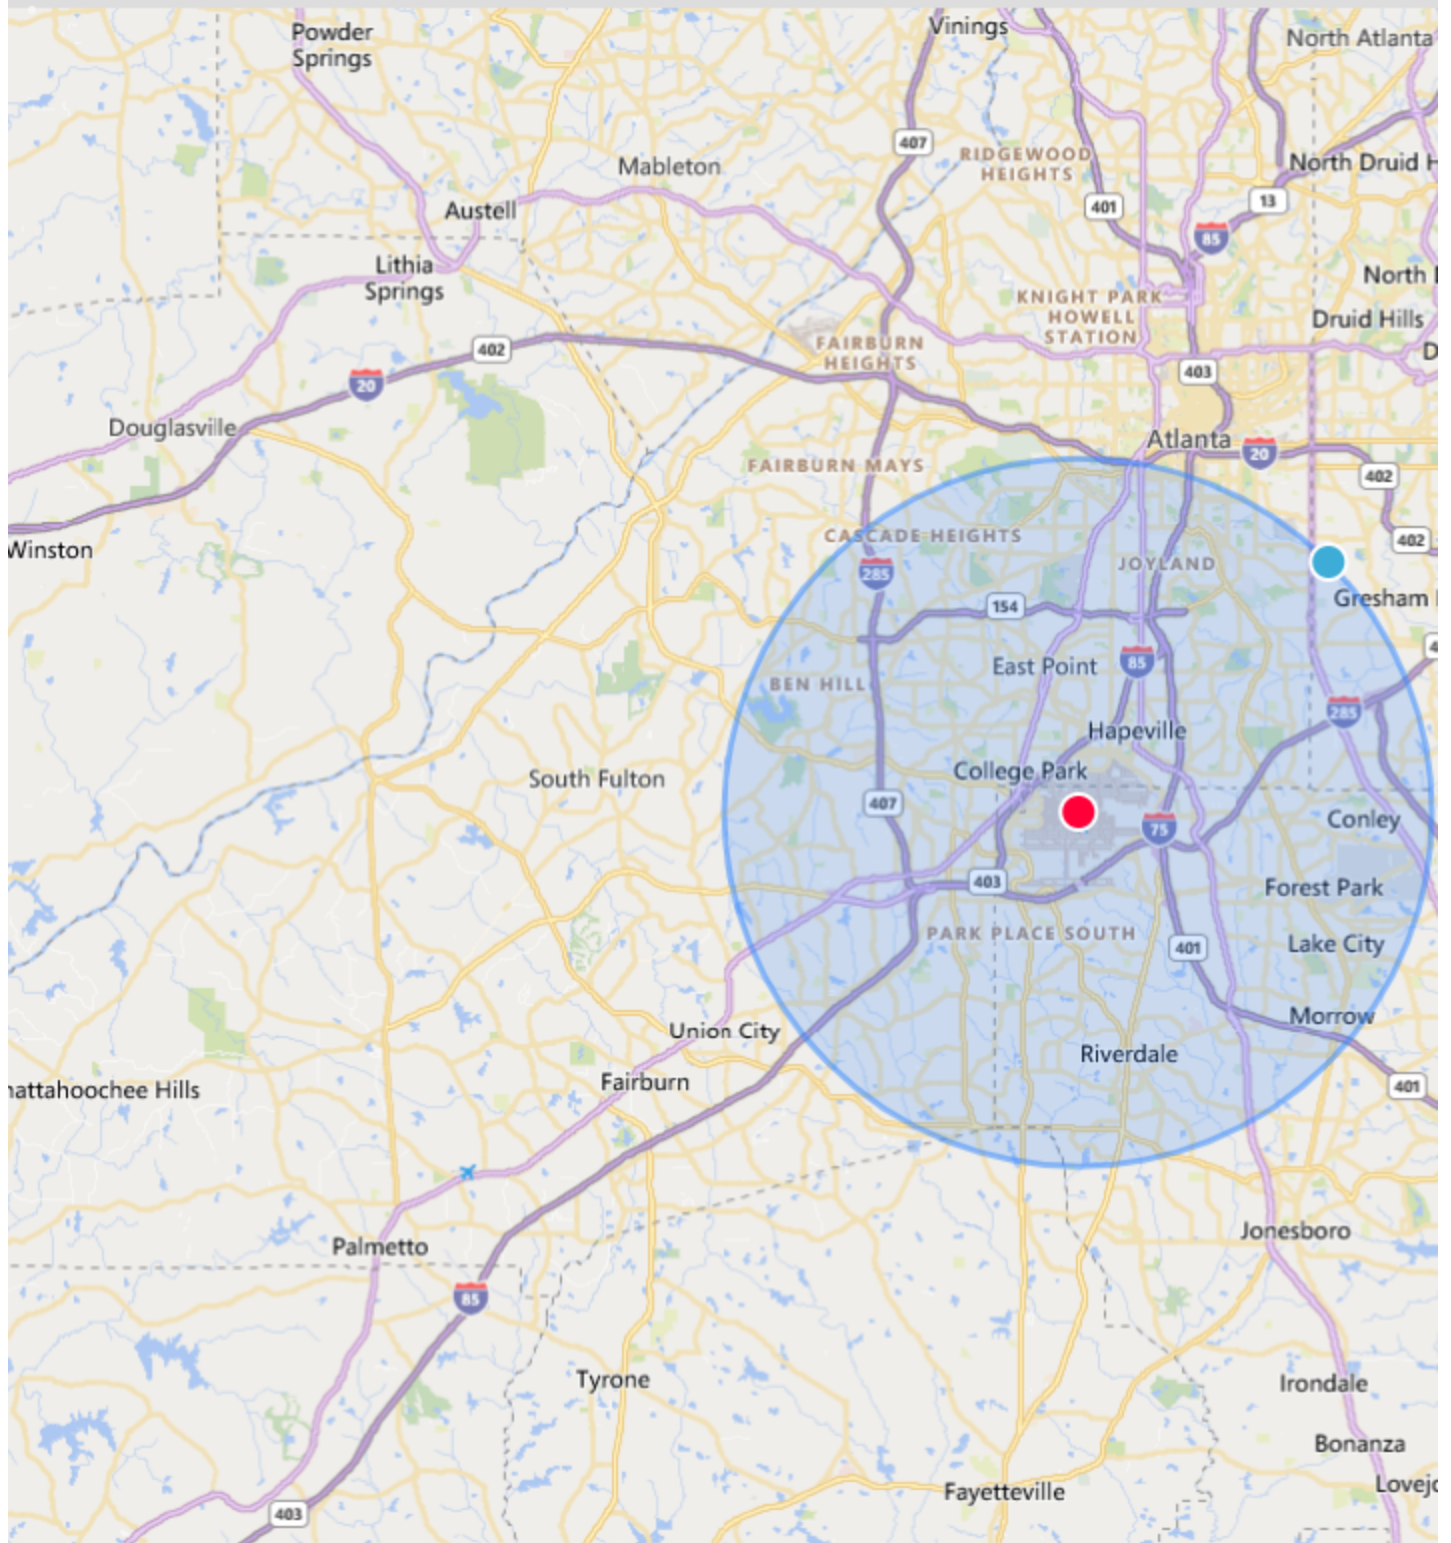 Powder
Springs
Vinings
North Atlanta
407
Mableton
RIDGEWOOD
HEIGHTS
North Druid H
401
13
Austell
85
Lithia
Springs
North
KNIGHT PARK
HOWELL
STATION
Druid Hills
402
FAIRBURN
HEIGHTS
D
20
403
Douglasville
Atlanta
20
FAIRBURN MAYS
402
CASCADE HEIGHTS
402
Winston
285
JOYLAND
Gresham
154
4
East Point
85
BEN HILL
285
Hapeville
South Fulton
College Park
407
75
Conley
403
Forest Park
PARK PLACE SOUTH
401
Lake City
Union City
Morrow
Riverdale
Fairburn
hattahoochee Hills
401
Palmetto
Jonesboro
85
Tyrone
Irondale
Bonanza
Fayetteville
Lovejo
403